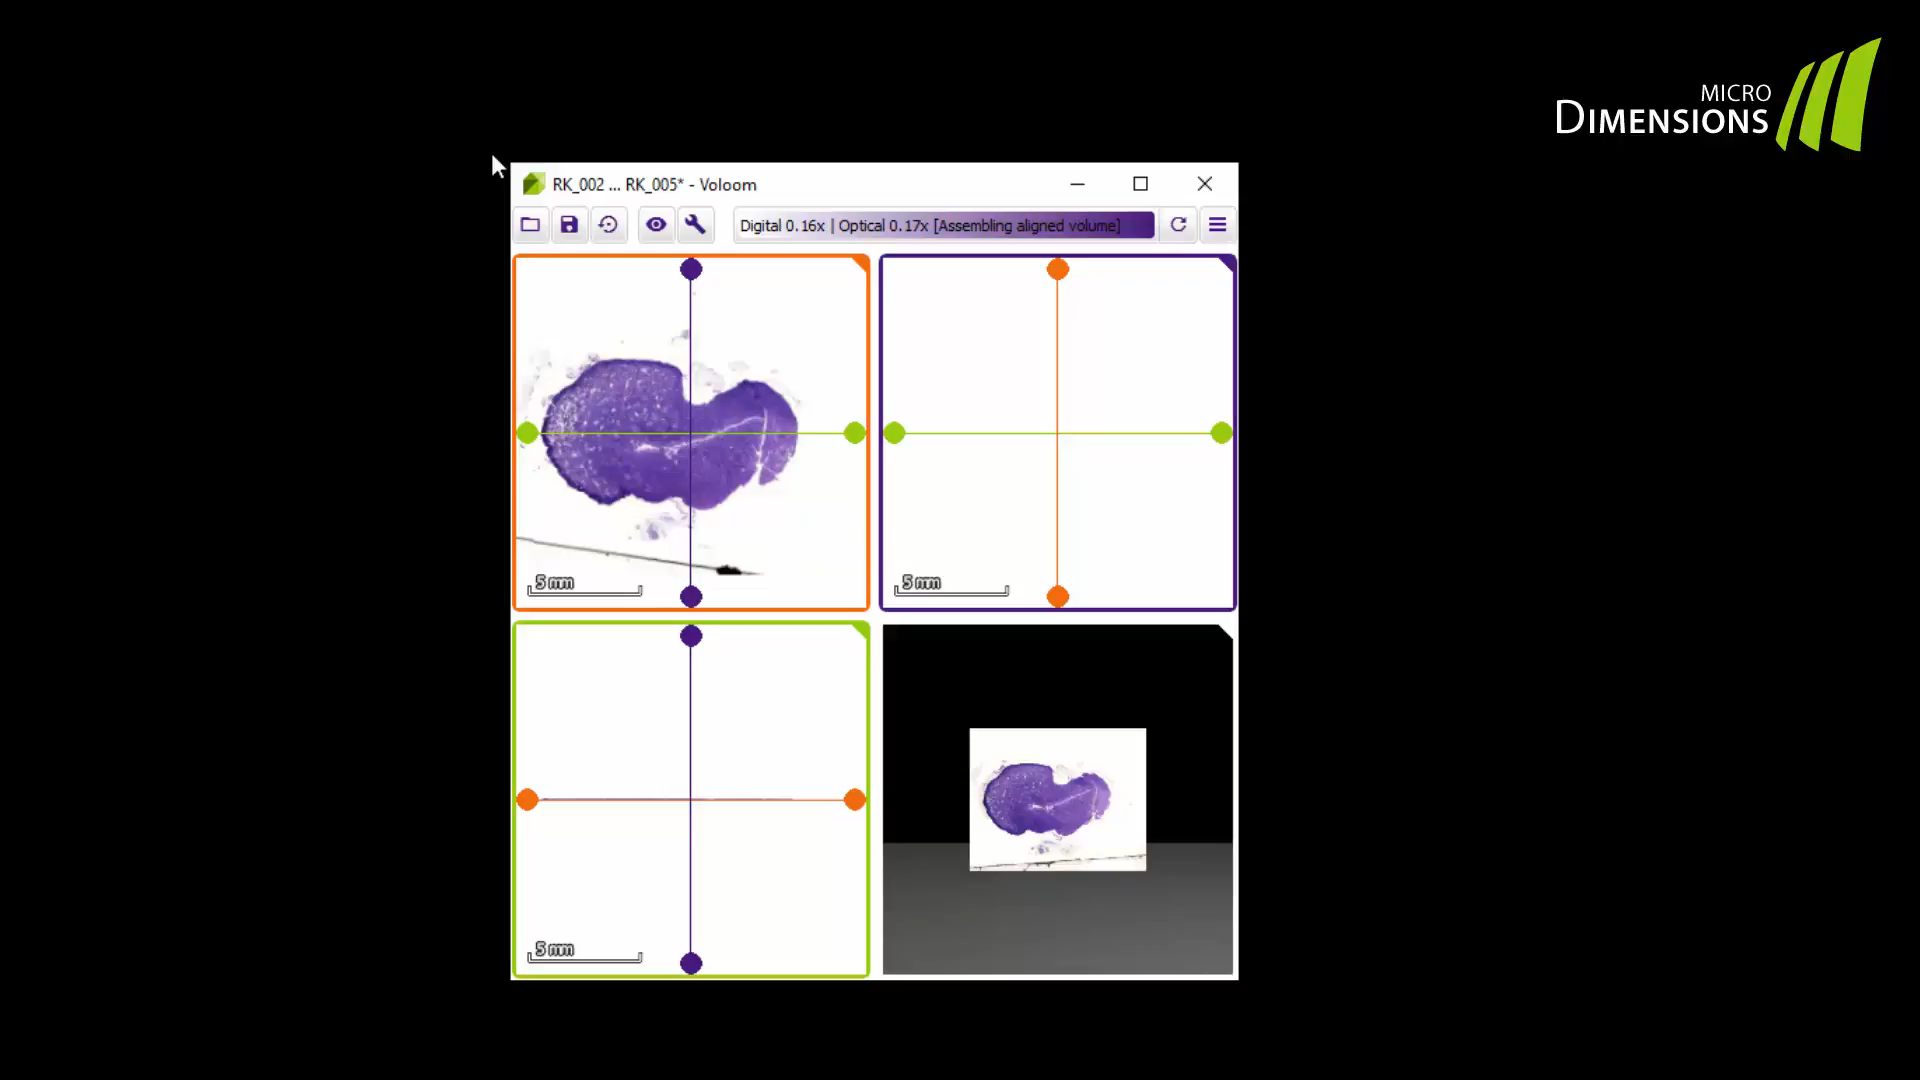 MICRO
DIMENSIONS
RK_002 ... RK_005* - Voloom
Digital 0.16x | Optical 0.17x [Assembling aligned volume]
5 mm
5 mm
5 mm